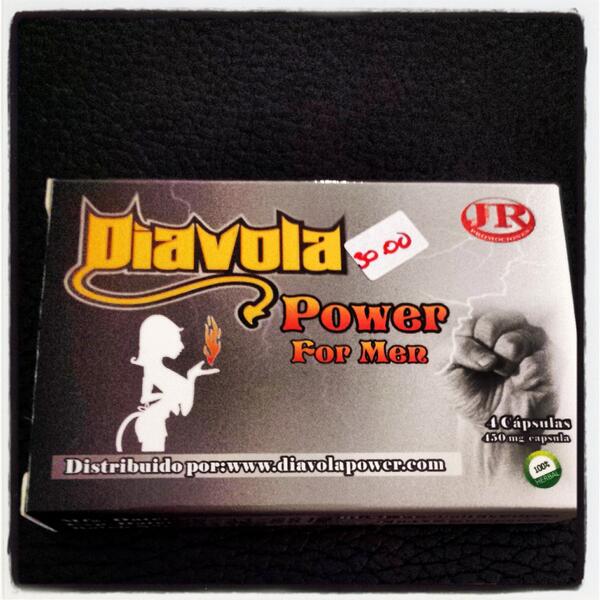 Diavola
30.00
JR
PROMOCIONES
Power
For Men
4 Cápsulas
450 mg capsula
100%
HERBAL
Distribuido por:www.diavolapower.com